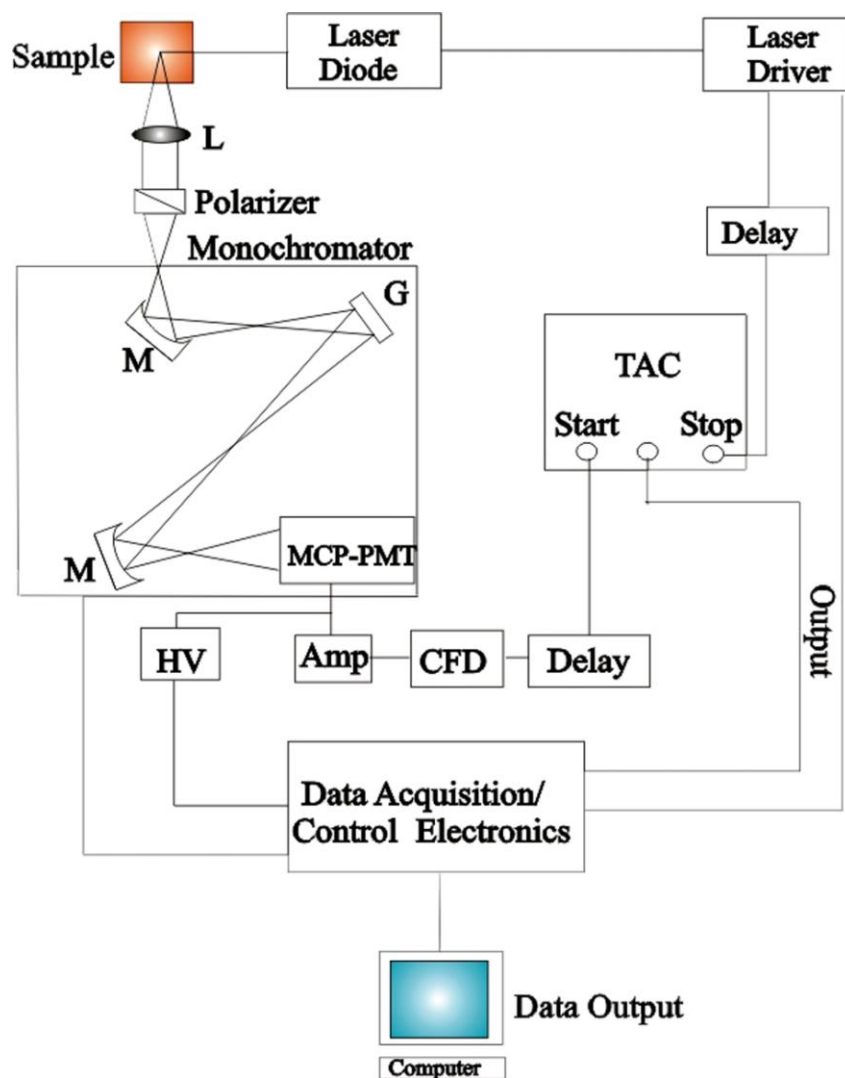 Sample
Laser
Diode
Laser
Driver
L
Polarizer
Delay
Monochromator
G
M
TAC
Start
Stop
M
MCP-PMT
Output
HV
Amp
CFD
Delay
Data Acquisition/
Control Electronics
Data Output
Computer